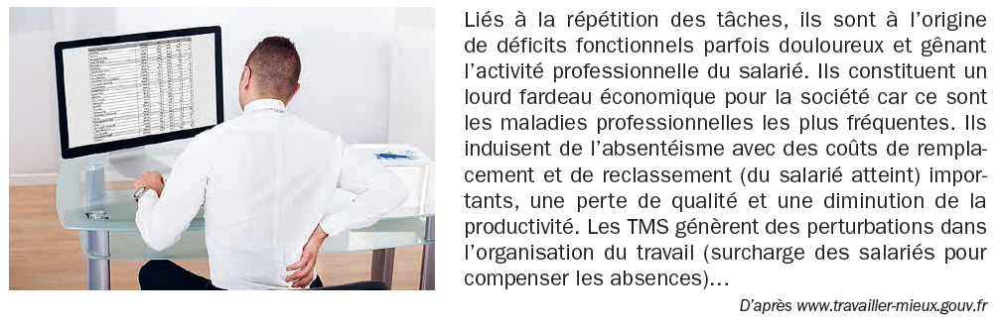 Liés à la répétition des tâches, ils sont à l’origine
de déficits fonctionnels parfois douloureux et gênant
l’activité professionnelle du salarié. Ils constituent un
lourd fardeau économique pour la société car ce sont
les maladies professionnelles les plus fréquentes. Ils
induisent de l’absentéisme avec des coûts de rempla-
cement et de reclassement (du salarié atteint) impor-
tants, une perte de qualité et une diminution de la
productivité. Les TMS génèrent des perturbations dans
l’organisation du travail (surcharge des salariés pour
compenser les absences)...
D’après www.travailler-mieux.gouv.fr